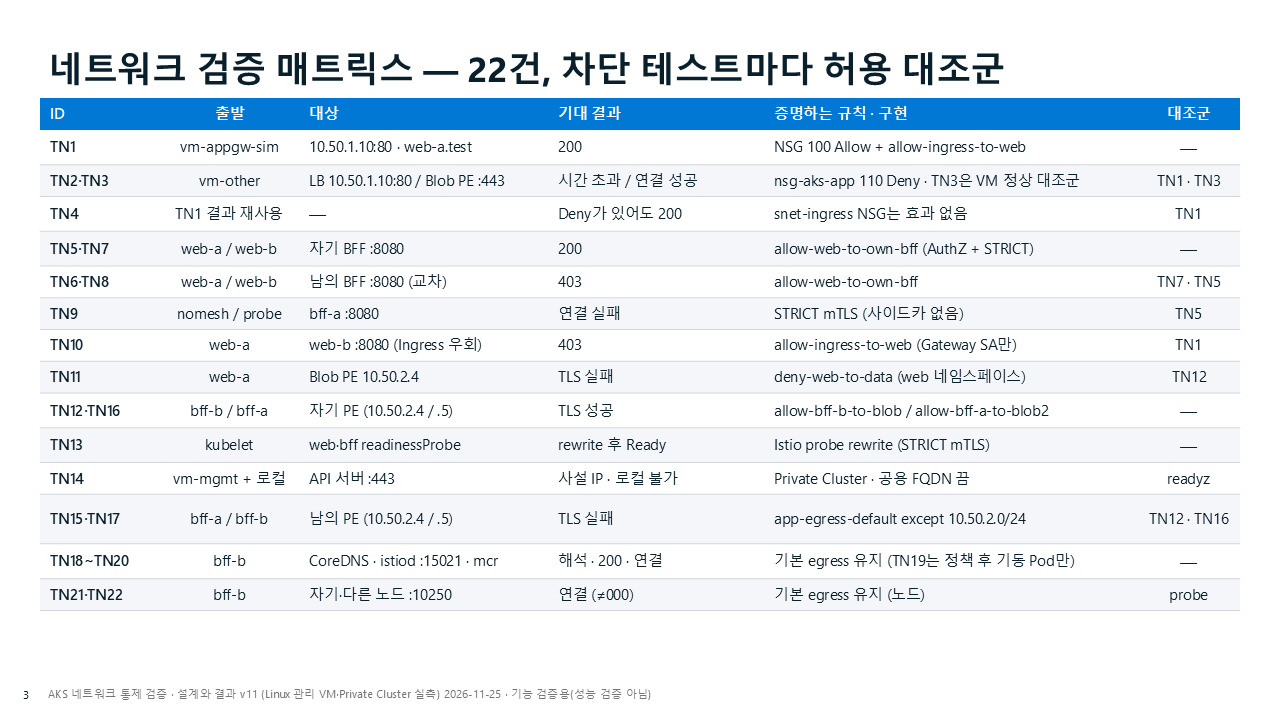 네트워크 검증 매트릭스 — 22건, 차단 테스트마다 허용 대조군
ID 출발 대상 기대 결과 증명하는 규칙 · 구현 대조군
TN1 vm-appgw-sim 10.50.1.10:80 · web-a.test 200 NSG 100 Allow + allow-ingress-to-web —
TN2·TN3 vm-other LB 10.50.1.10:80 / Blob PE :443 시간 초과 / 연결 성공 nsg-aks-app 110 Deny · TN3은 VM 정상 대조군 TN1 · TN3
TN4 TN1 결과 재사용 — Deny가 있어도 200 snet-ingress NSG는 효과 없음 TN1
TN5·TN7 web-a / web-b 자기 BFF :8080 200 allow-web-to-own-bff (AuthZ + STRICT) —
TN6·TN8 web-a / web-b 남의 BFF :8080 (교차) 403 allow-web-to-own-bff TN7 · TN5
TN9 nomesh / probe bff-a :8080 연결 실패 STRICT mTLS (사이드카 없음) TN5
TN10 web-a web-b :8080 (Ingress 우회) 403 allow-ingress-to-web (Gateway SA만) TN1
TN11 web-a Blob PE 10.50.2.4 TLS 실패 deny-web-to-data (web 네임스페이스) TN12
TN12·TN16 bff-b / bff-a 자기 PE (10.50.2.4 / .5) TLS 성공 allow-bff-b-to-blob / allow-bff-a-to-blob2 —
TN13 kubelet web·bff readinessProbe rewrite 후 Ready Istio probe rewrite (STRICT mTLS) —
TN14 vm-mgmt + 로컬 API 서버 :443 사설 IP · 로컬 불가 Private Cluster · 공용 FQDN 끔 readyz
TN15·TN17 bff-a / bff-b 남의 PE (10.50.2.4 / .5) TLS 실패 app-egress-default except 10.50.2.0/24 TN12 · TN16
TN18~TN20 bff-b CoreDNS · istiod :15021 · mcr 해석 · 200 · 연결 기본 egress 유지 (TN19는 정책 후 기동 Pod만) —
TN21·TN22 bff-b 자기·다른 노드 :10250 연결 (≠000) 기본 egress 유지 (노드) probe
3 AKS 네트워크 통제 검증 · 설계와 결과 v11 (Linux 관리 VM·Private Cluster 실측) 2026-11-25 · 기능 검증용(성능 검증 아님)